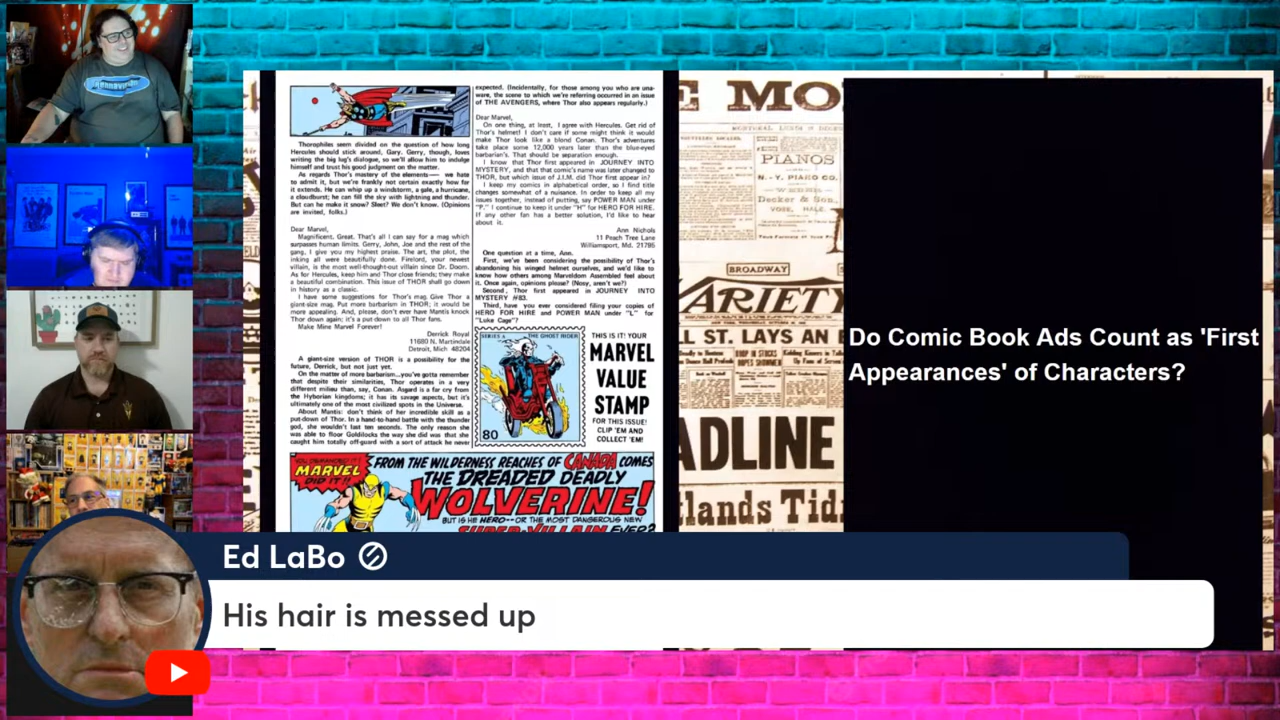 Thorophiles seem divided on the question of how long
Hercules should stick around, Gary. Gerry, though, loves
writing the big lug's dialogue, so we'll allow him to indulge
himself and trust his good judgment on the matter.
As regards Thor's mastery of the elements— we hate
to admit it, but we're frankly not certain exactly how far
it extends. He can whip up a windstorm, a gale, a hurricane,
a cloudburst; he can fill the sky with lightning and thunder.
But can he make it snow? Sleet? We don't know. (Opinions
are invited, folks.)
Dear Marvel,
Magnificent. Great. That's all I can say for a mag which
surpasses human limits. Gerry, John, Joe and the rest of the
gang, I give you my highest praise. The art, the plot, the
inking all were beautifully done. Firelord, your newest
villain, is the most well-thought-out villain since Dr. Doom.
As for Hercules, keep him and Thor close friends; they make
a beautiful combination. This issue of THOR shall go down
in history as a classic.
I have some suggestions for Thor's mag. Give Thor a
giant-size mag. Put more barbarism in THOR; it would be
more appealing. And, please, don't ever have Mantis knock
Thor down again; it's a put-down to all Thor fans.
Make Mine Marvel Forever!
Derrick Royal
11680 N. Martindale
Detroit, Mich 48204
A giant-size version of THOR is a possibility for the
future, Derrick, but not just yet.
On the matter of more barbarism...you've gotta remember
that despite their similarities, Thor operates in a very
different milieu than, say, Conan. Asgard is a far cry from
the Hyborian kingdoms; it has its savage aspects, but it's
ultimately one of the most civilized spots in the Universe.
About Mantis: don't think of her incredible skill as a
put-down of Thor. In a hand-to-hand battle with the thunder
god, she wouldn't last ten seconds. The only reason she
was able to floor Goldilocks the way she did was that she
caught him totally off-guard with a sort of attack he never
expected. (Incidentally, for those among you who are una-
ware, the scene to which we're referring occurred in an issue
of THE AVENGERS, where Thor also appears regularly.)
Dear Marvel,
On one thing, at least, I agree with Hercules. Get rid of
Thor's helmet! I don't care if some might think it would
make Thor look like a blond Conan. Thor's adventures
take place some 12,000 years later than the blue-eyed
barbarian's. That should be separation enough.
I know that Thor first appeared in JOURNEY INTO
MYSTERY, and that that comic's name was later changed to
THOR, but which issue of J.I.M. did Thor first appear in?
I keep my comics in alphabetical order, so I find title
changes somewhat of a nuisance. In order to keep all my
issues together, instead of putting, say POWER MAN under
"P." I continue to keep it under "H" for HERO FOR HIRE.
If any other fan has a better solution, I'd like to hear
about it.
Ann Nichols
11 Peach Tree Lane
Williamsport, Md. 21795
One question at a time, Ann.
First, we've been considering the possibility of Thor's
abandoning his winged helmet ourselves, and we'd like to
know how others among Marveldom Assembled feel about
it. Once again, opinions please? (Nosy, aren't we?)
Second, Thor first appeared in JOURNEY INTO
MYSTERY #83.
Third, have you ever considered filing your copies of
HERO FOR HIRE and POWER MAN under "L" for
"Luke Cage"?
SERIES A THE GHOST RIDER
80
THIS IS IT! YOUR
MARVEL
VALUE
STAMP
FOR THIS ISSUE!
CLIP 'EM AND
COLLECT 'EM!
YOU DEMANDED IT!
MARVEL
DID IT!!
FROM THE WILDERNESS REACHES OF CANADA COMES
THE DREADED DEADLY
WOLVERINE!
BUT IS HE HERO--OR THE MOST DANGEROUS NEW
SUPER-VILLAIN EVER?
E MO
PIANOS
N.-Y. PIANO CO.
WEBER
Decker & Son,
VOSE, HALE.
BROADWAY
ARIETY
L ST. LAYS AN
DROP IN STOCKS
ADLINE
tlands Tid
Do Comic Book Ads Count as 'First
Appearances' of Characters?
Ed LaBo
His hair is messed up